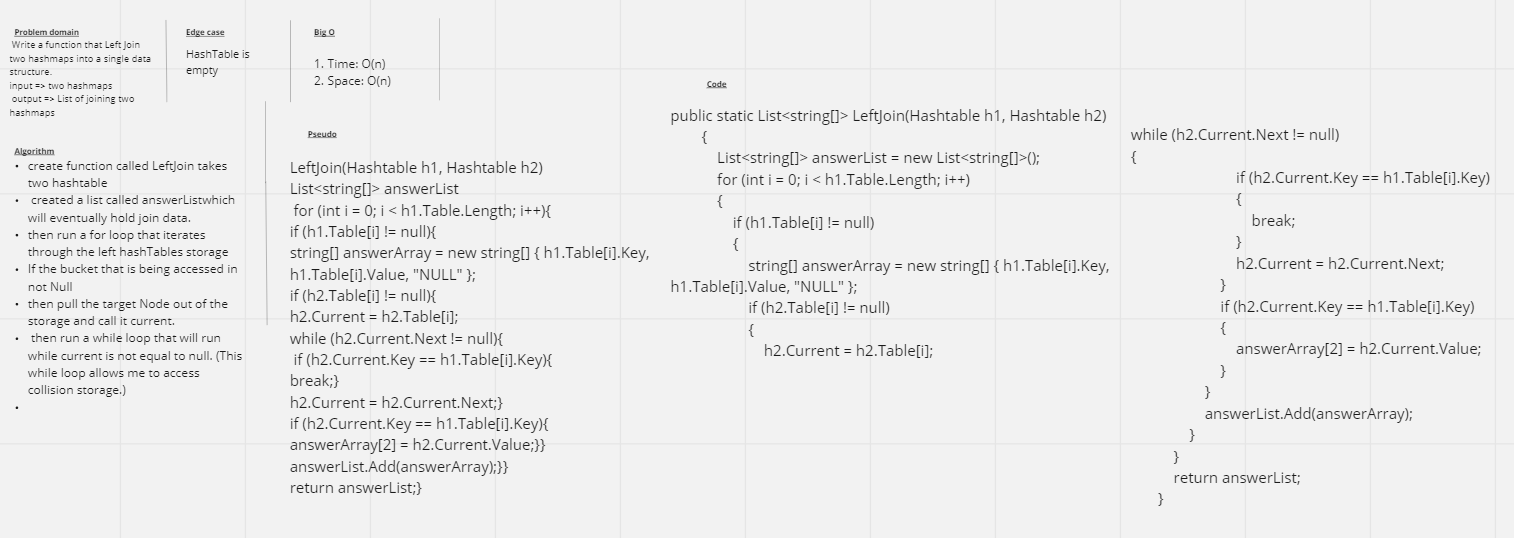 Problem domain
Write a function that Left Join
two hashmaps into a single data
structure.
input => two hashmaps
output => List of joining two
hashmaps
Edge case
HashTable is
empty
Big O
1. Time: O(n)
2. Space: O(n)
Algorithm
• create function called LeftJoin takes
two hashtable
• created a list called answerListwhich
will eventually hold join data.
• then run a for loop that iterates
through the left hashTables storage
• If the bucket that is being accessed in
not Null
• then pull the target Node out of the
storage and call it current.
• then run a while loop that will run
while current is not equal to null. (This
while loop allows me to access
collision storage.)
•
Pseudo
LeftJoin(Hashtable h1, Hashtable h2)
List<string[]> answerList
for (int i = 0; i < h1.Table.Length; i++){
if (h1.Table[i] != null){
string[] answerArray = new string[] { h1.Table[i].Key,
h1.Table[i].Value, "NULL" };
if (h2.Table[i] != null){
h2.Current = h2.Table[i];
while (h2.Current.Next != null){
if (h2.Current.Key == h1.Table[i].Key){
break;}
h2.Current = h2.Current.Next;}
if (h2.Current.Key == h1.Table[i].Key){
answerArray[2] = h2.Current.Value;}}
answerList.Add(answerArray);}}
return answerList;}
Code
public static List<string[]> LeftJoin(Hashtable h1, Hashtable h2)
{
List<string[]> answerList = new List<string[]>();
for (int i = 0; i < h1.Table.Length; i++)
{
if (h1.Table[i] != null)
{
string[] answerArray = new string[] { h1.Table[i].Key,
h1.Table[i].Value, "NULL" };
if (h2.Table[i] != null)
{
h2.Current = h2.Table[i];
while (h2.Current.Next != null)
{
if (h2.Current.Key == h1.Table[i].Key)
{
break;
}
h2.Current = h2.Current.Next;
}
if (h2.Current.Key == h1.Table[i].Key)
{
answerArray[2] = h2.Current.Value;
}
}
answerList.Add(answerArray);
}
}
return answerList;
}